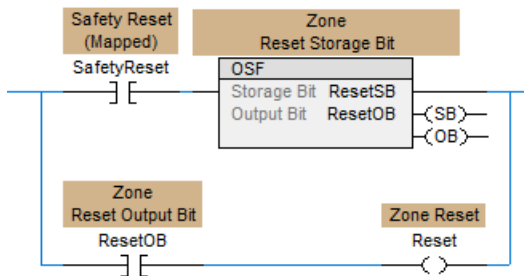 Safety Reset
(Mapped)
SafetyReset
Zone
Reset Storage Bit
OSF
Storage Bit ResetSB
Output Bit ResetOB
SB
OB
Zone
Reset Output Bit
ResetOB
Zone Reset
Reset